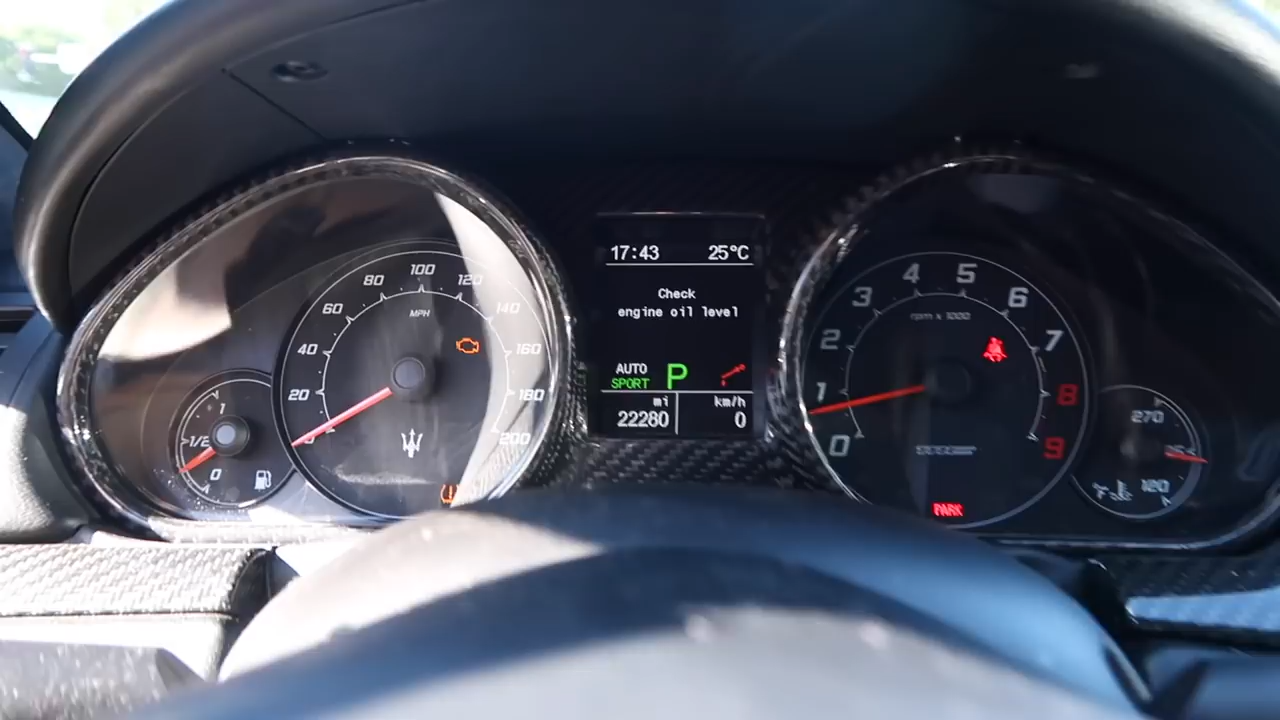 17:43 25°C
Check
engine oil level
AUTO
SPORT P
mi km/h
22280 0
20 40 60 80 100 120 140 160 180 200
MPH
1
1/2
0
0 1 2 3 4 5 6 7 8 9
rpm x 1000
PARK
270
120